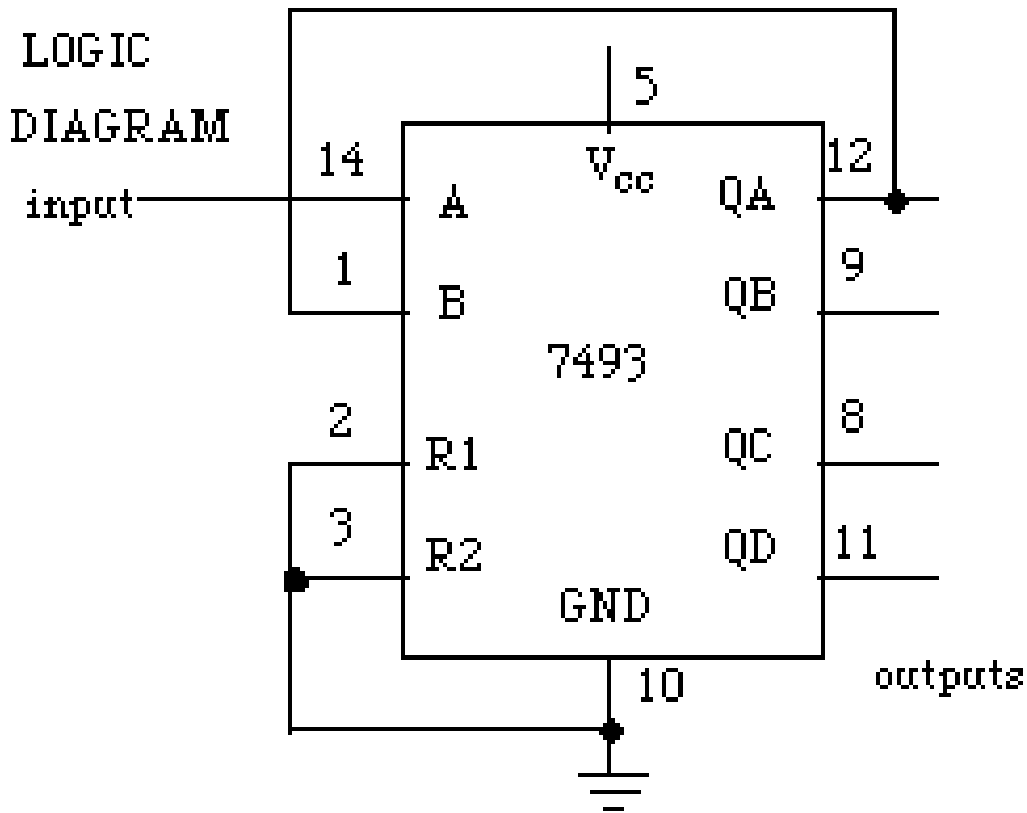 LOGIC
DIAGRAM
5
14
Vcc
12
input
A
QA
1
9
B
QB
7493
2
8
R1
QC
3
11
R2
QD
GND
10
outputs